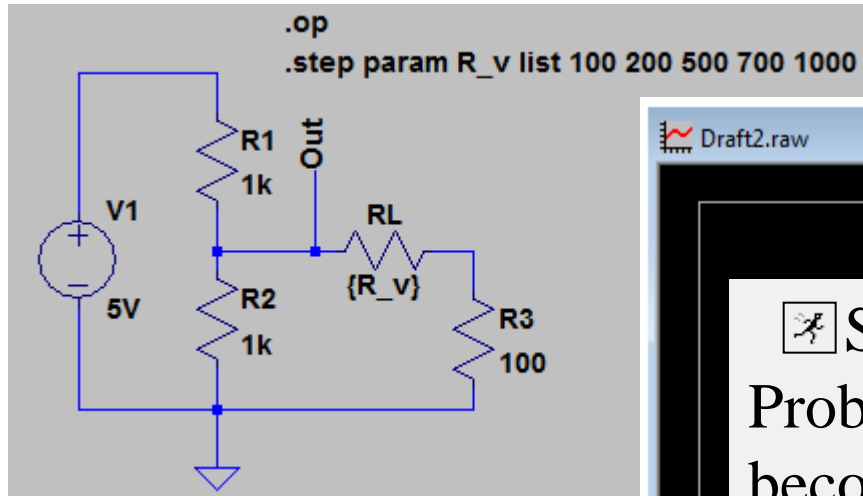 .op
.step param R_v list 100 200 500 700 1000
Out
R1
1k
V1
5V
RL
{R_v}
R2
1k
R3
100
Draft2.raw
S
Prob
beco